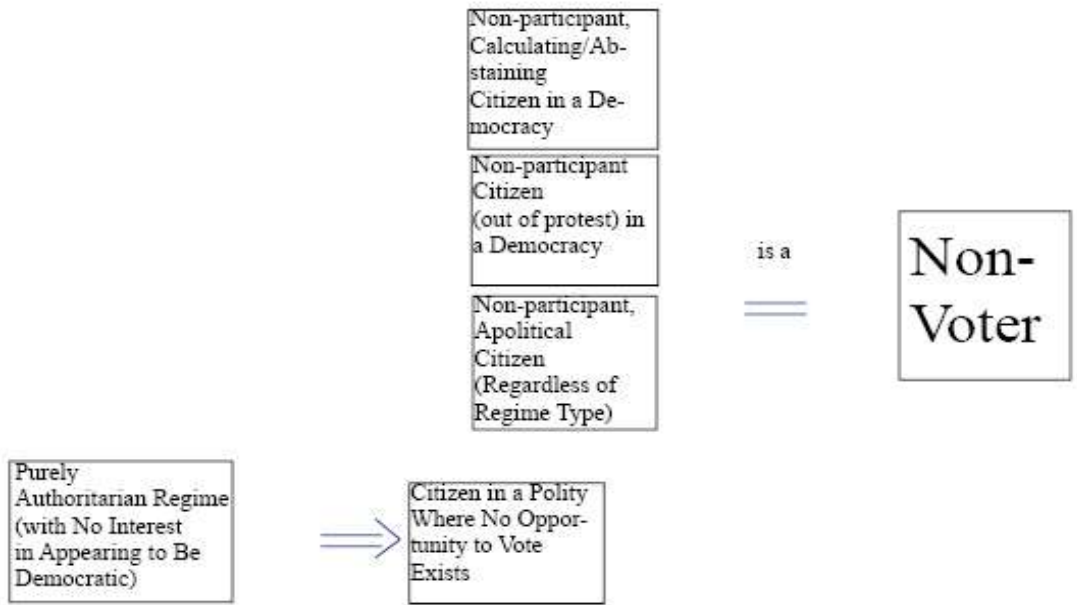 Non-participant,
Calculating/Ab-
staining
Citizen in a De-
mocracy
Non-participant
Citizen
(out of protest) in
a Democracy
Non-participant,
Apolitical
Citizen
(Regardless of
Regime Type)
is a
Non-
Voter
Purely
Authoritarian Regime
(with No Interest
in Appearing to Be
Democratic)
Citizen in a Polity
Where No Oppor-
tunity to Vote
Exists